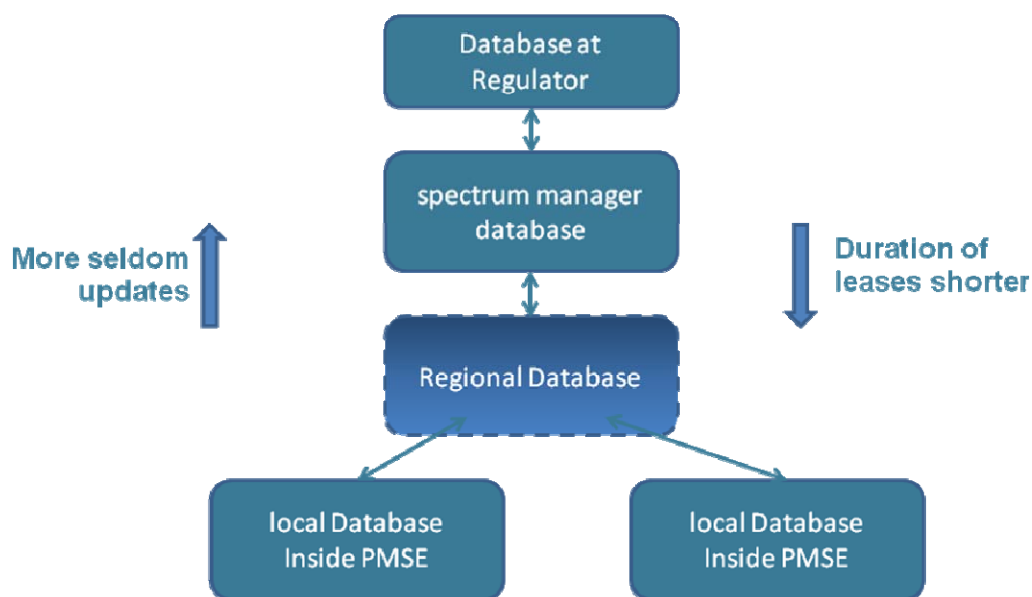 Database at
Regulator
spectrum manager
database
More seldom
updates
Duration of
leases shorter
Regional Database
local Database
Inside PMSE
local Database
Inside PMSE